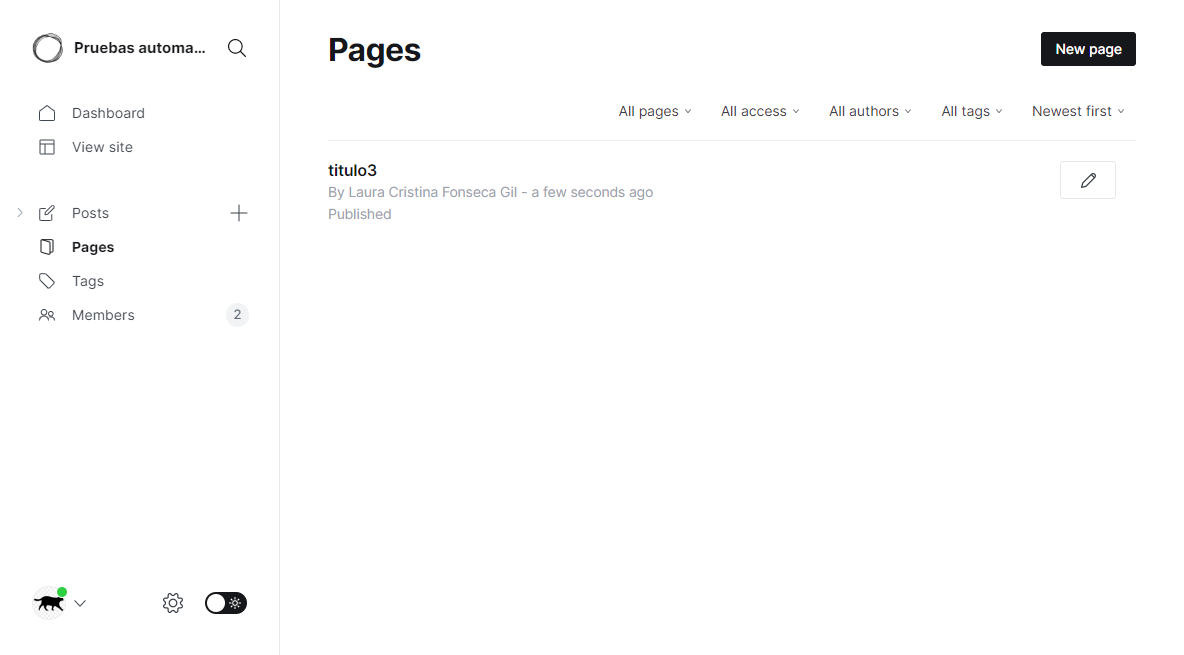 Pruebas automa...
Dashboard
View site
Posts
Pages
Tags
Members 2
Pages
New page
All pages All access All authors All tags Newest first
titulo3
By Laura Cristina Fonseca Gil - a few seconds ago
Published